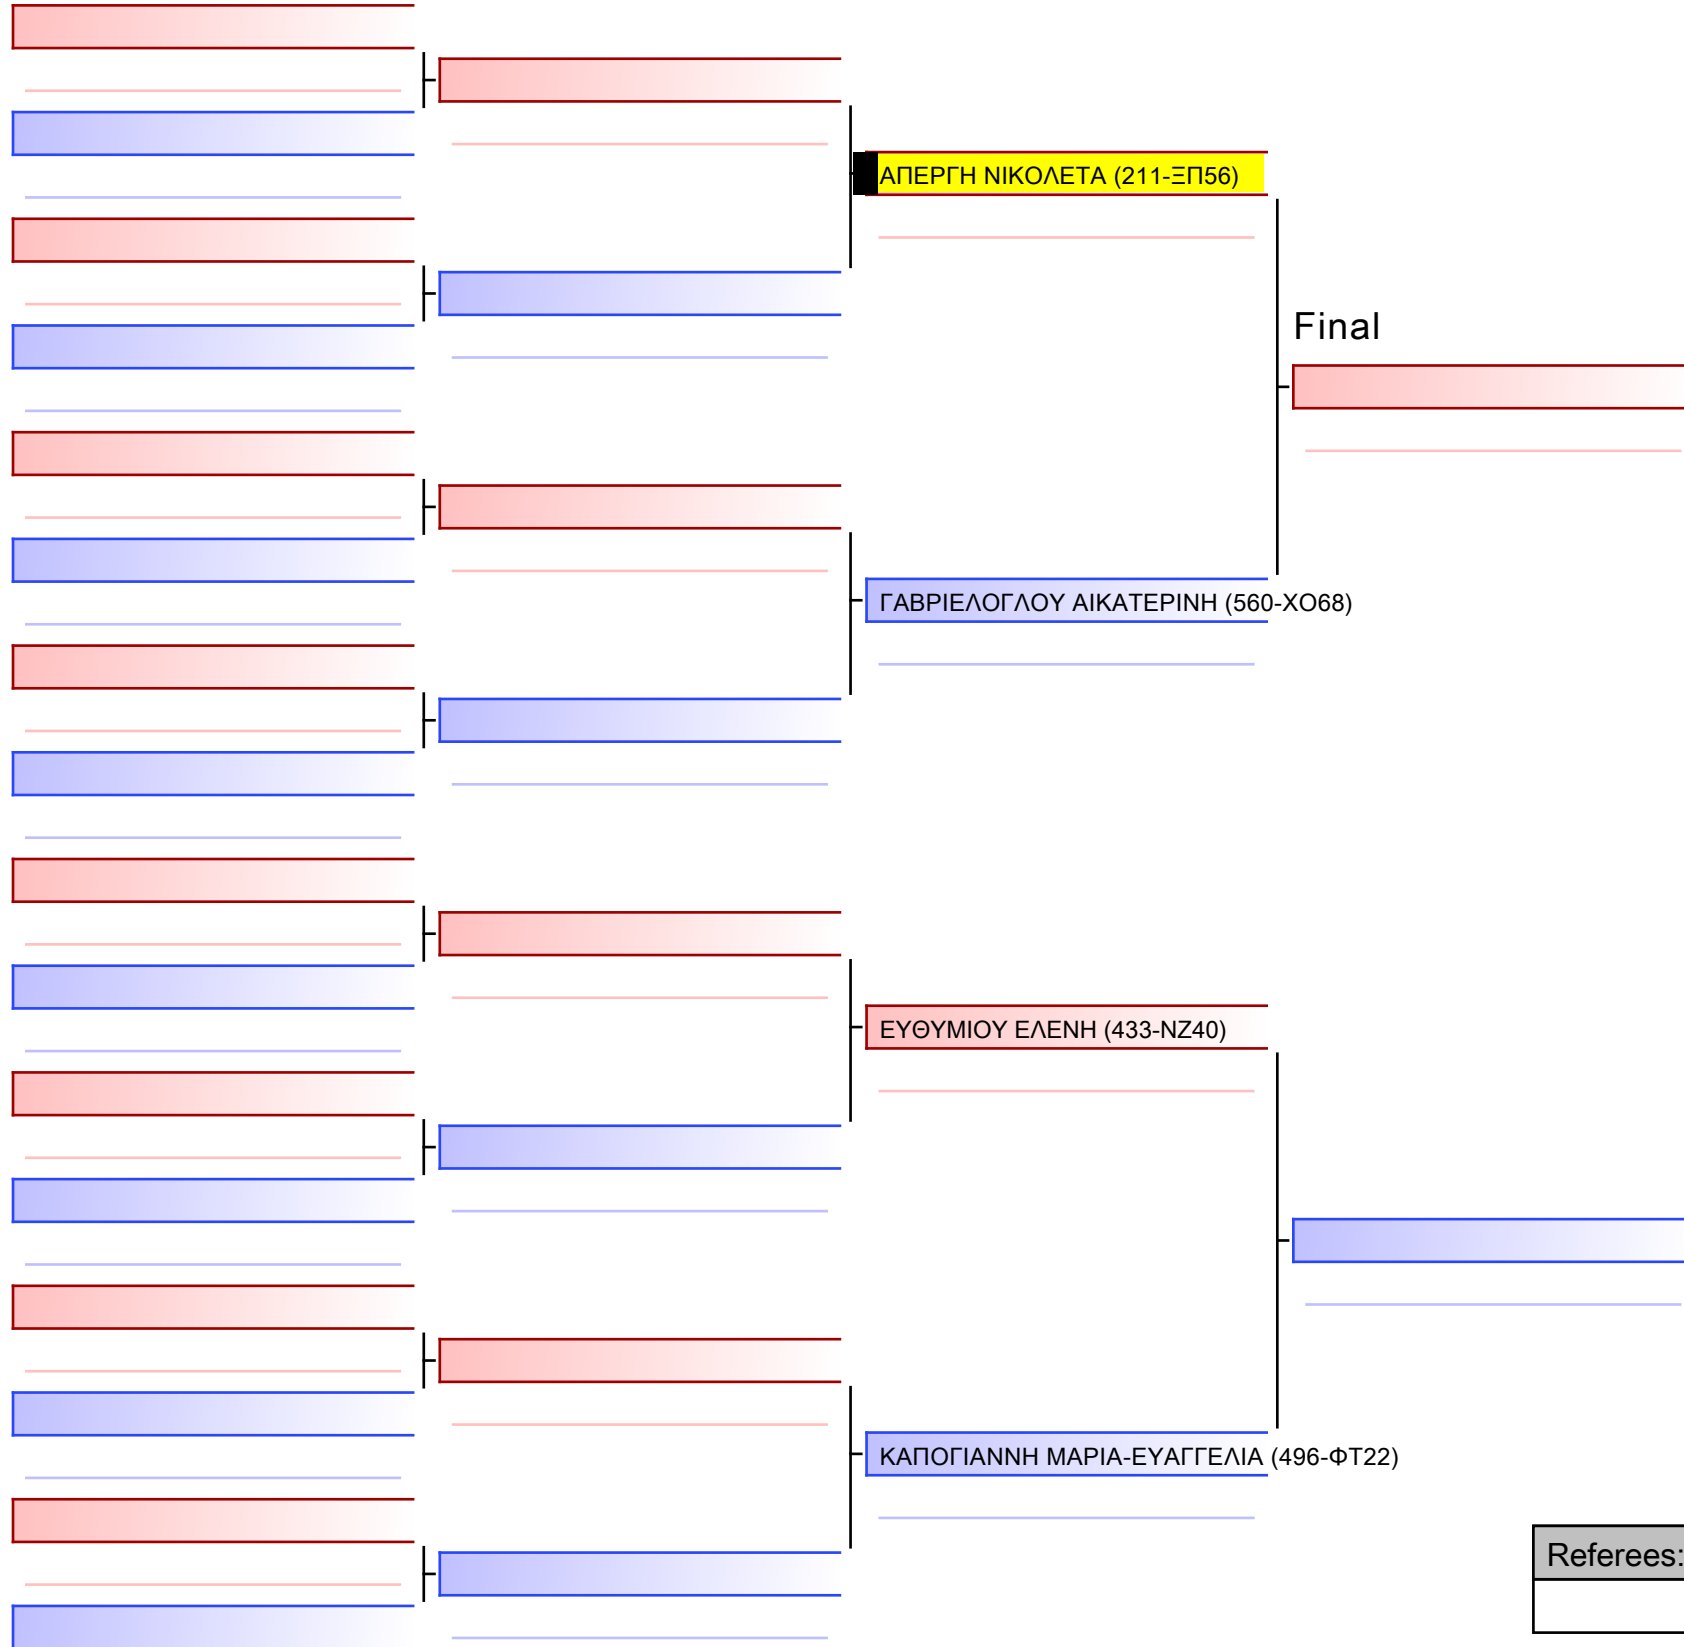 ΑΠΕΡΓΗ ΝΙΚΟΛΕΤΑ (211-ΞΠ56)
Final
ΓΑΒΡΙΕΛΟΓΛΟΥ ΑΙΚΑΤΕΡΙΝΗ (560-ΧΟ68)
ΕΥΘΥΜΙΟΥ ΕΛΕΝΗ (433-ΝΖ40)
ΚΑΠΟΓΙΑΝΝΗ ΜΑΡΙΑ-ΕΥΑΓΓΕΛΙΑ (496-ΦΤ22)
Referees: